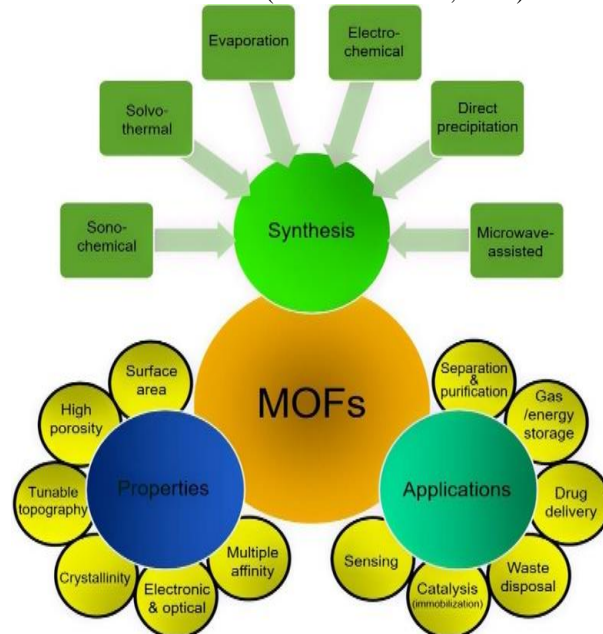 Evaporation
Electro-
chemical
Solvo-
thermal
Direct
precipitation
Sono-
chemical
Synthesis
Microwave-
assisted
MOFs
Surface
area
High
porosity
Tunable
topography
Crystallinity
Electronic
& optical
Multiple
affinity
Properties
Separation
&
purification
Gas
/energy
storage
Drug
delivery
Waste
disposal
Catalysis
(immobilization)
Sensing
Applications